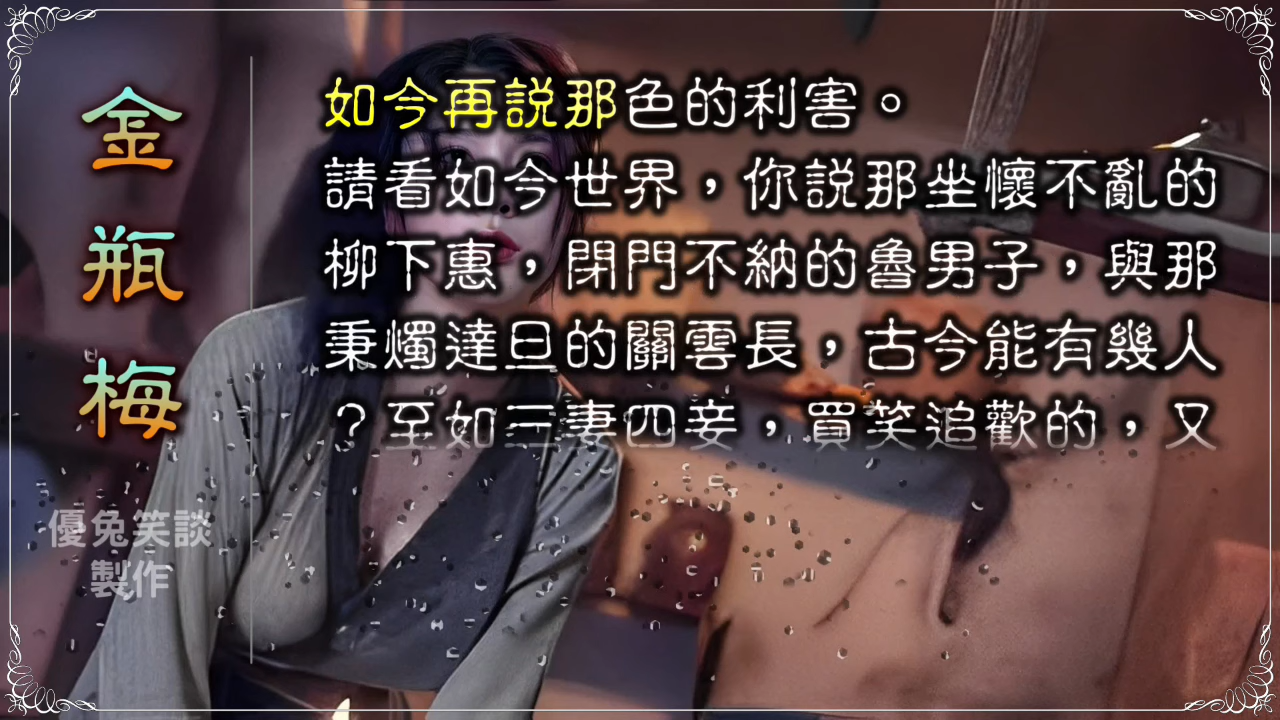 金瓶梅
優兔笑談
製作
如今再説那色的利害。
請看如今世界，你説那坐懷不亂的
柳下惠，閉門不納的魯男子，與那
秉燭達旦的關雲長，古今能有幾人
？至如三妻四妾，買笑追歡的，又